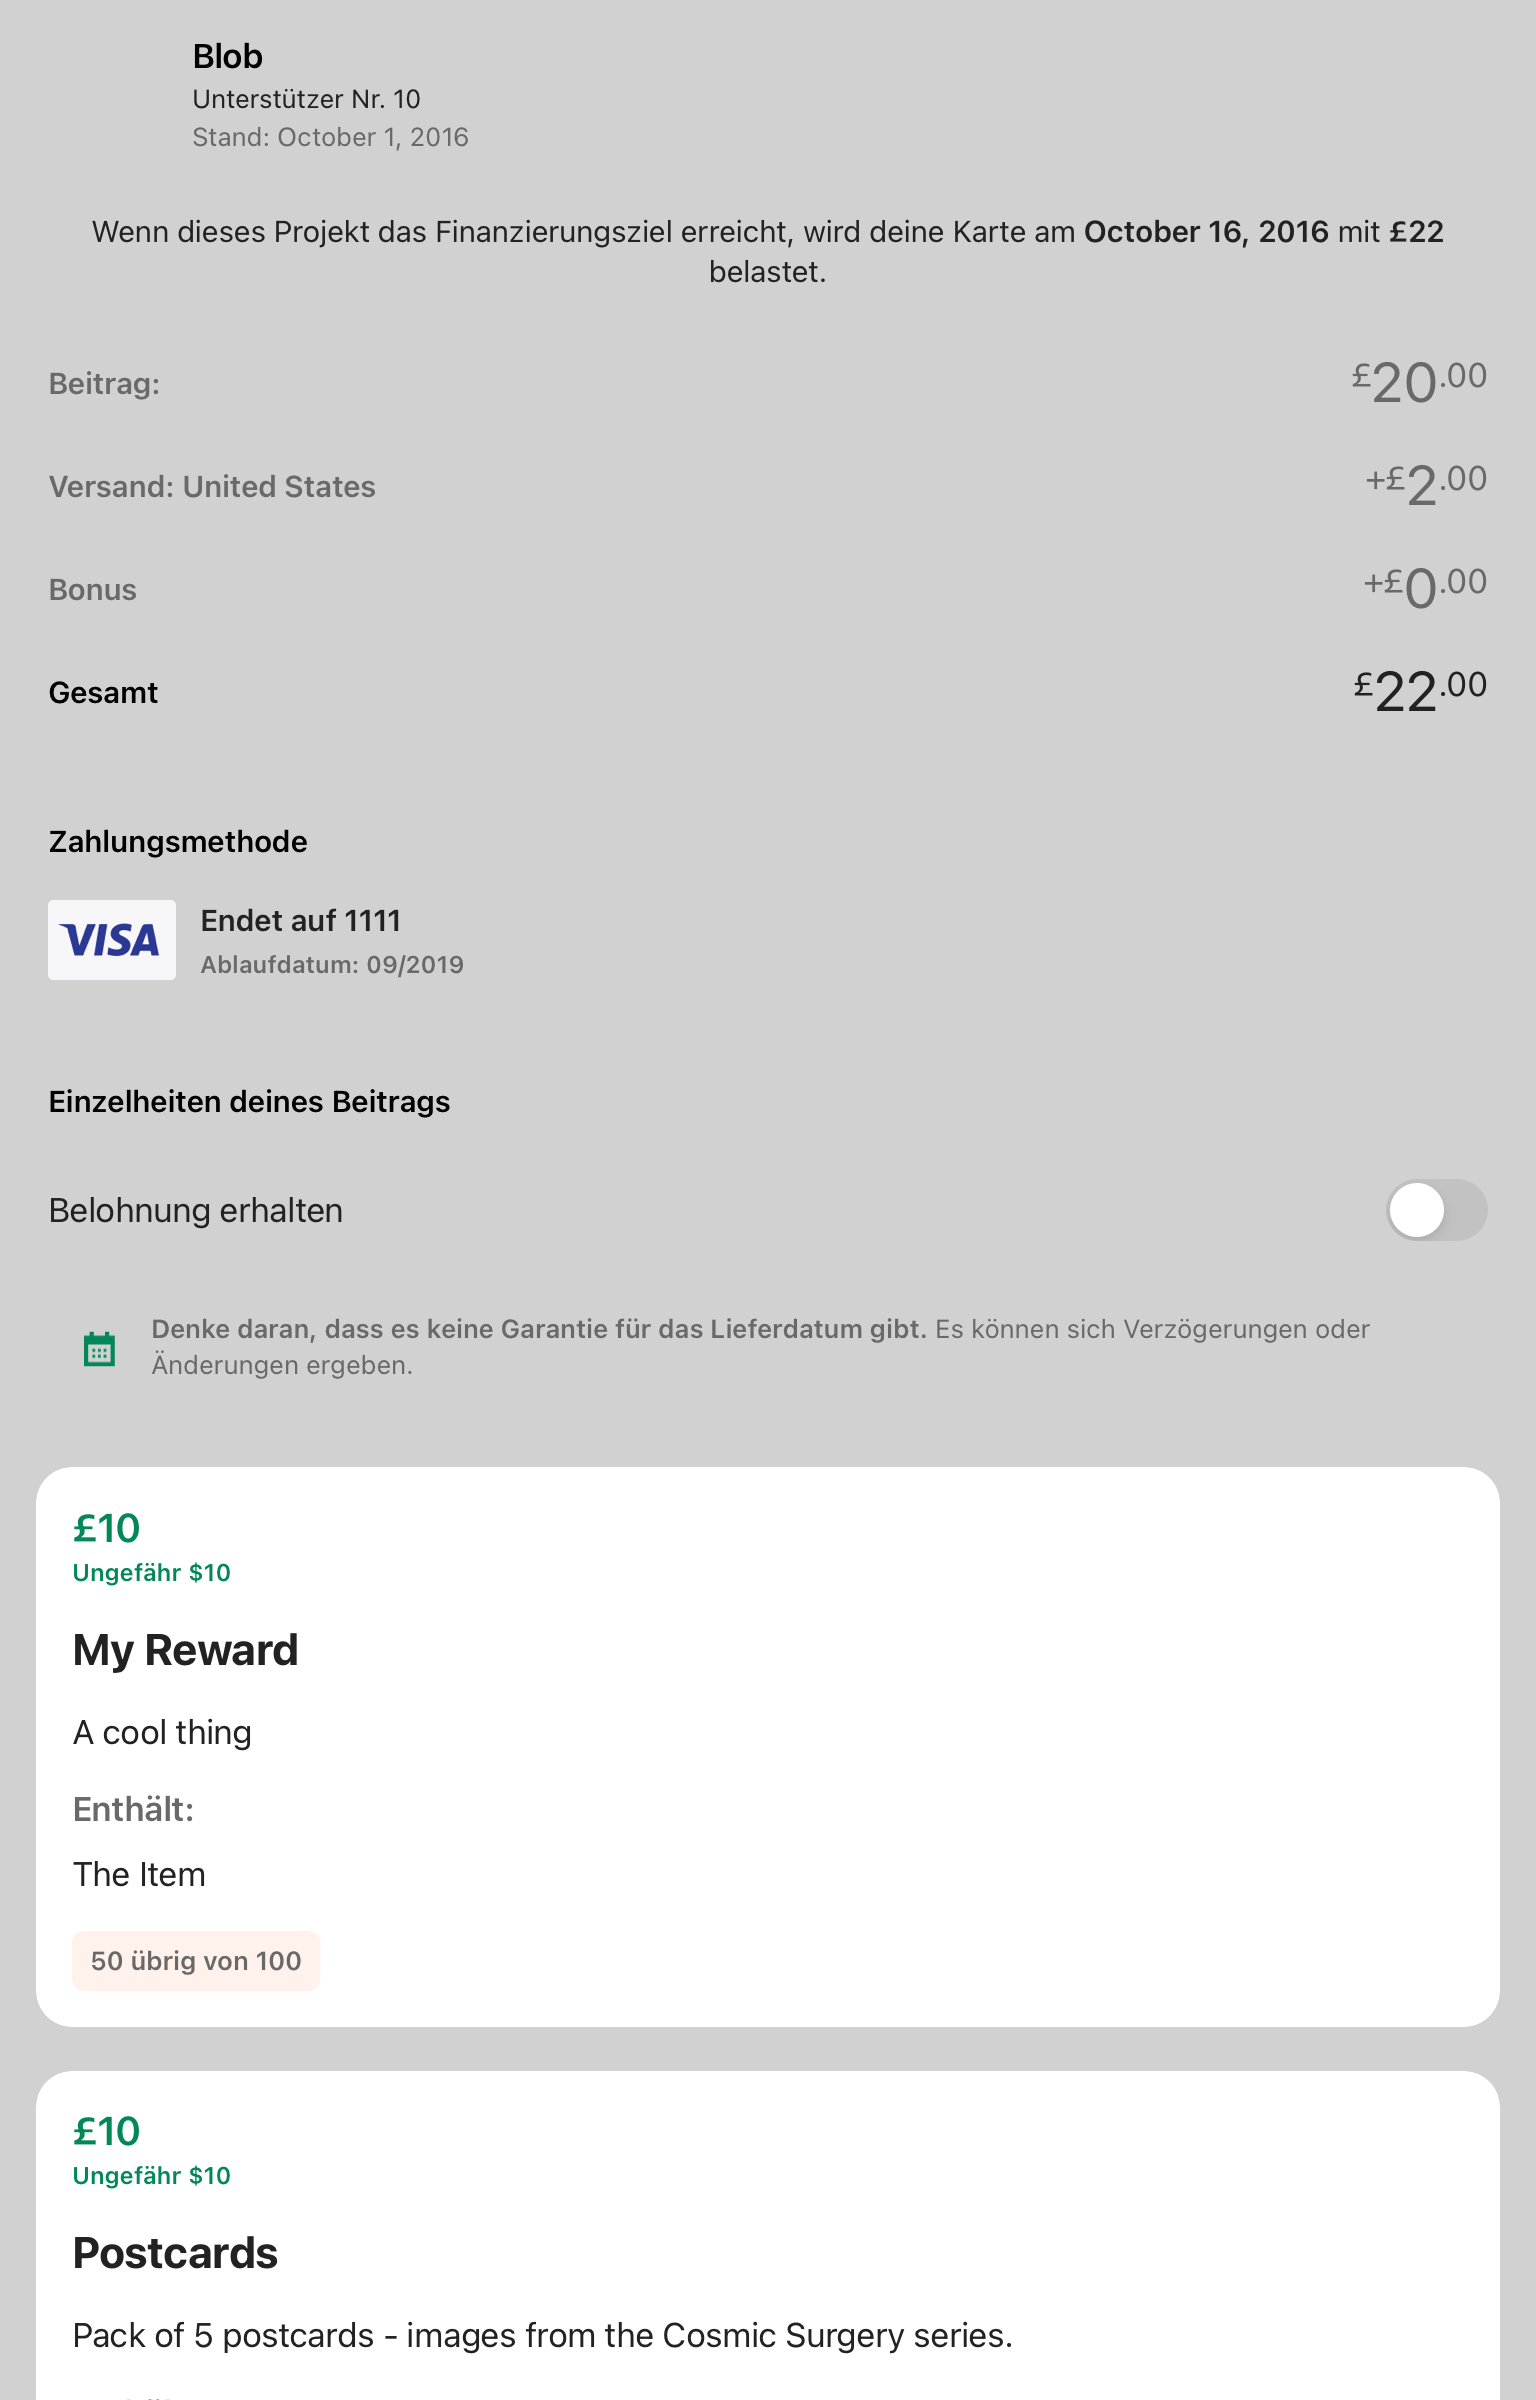 Blob
Unterstützer Nr. 10
Stand: October 1, 2016
Wenn dieses Projekt das Finanzierungsziel erreicht, wird deine Karte am October 16, 2016 mit £22
belastet.
Beitrag: £20.00
Versand: United States +£2.00
Bonus +£0.00
Gesamt £22.00
Zahlungsmethode
VISA
Endet auf 1111
Ablaufdatum: 09/2019
Einzelheiten deines Beitrags
Belohnung erhalten
Denke daran, dass es keine Garantie für das Lieferdatum gibt. Es können sich Verzögerungen oder
Änderungen ergeben.
£10
Ungefähr $10
My Reward
A cool thing
Enthält:
The Item
50 übrig von 100
£10
Ungefähr $10
Postcards
Pack of 5 postcards - images from the Cosmic Surgery series.